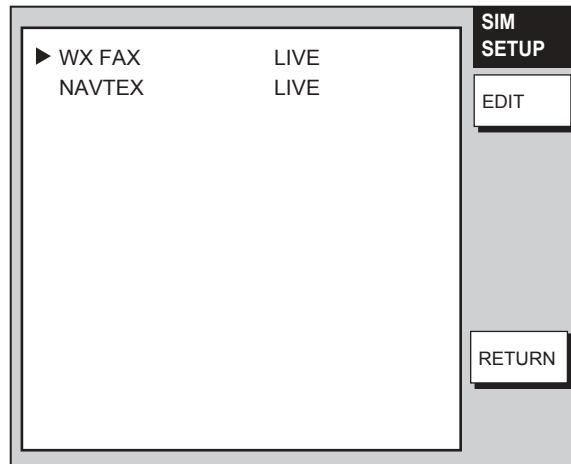 SIM
SETUP
▶ WX FAX LIVE
NAVTEX LIVE
EDIT
RETURN